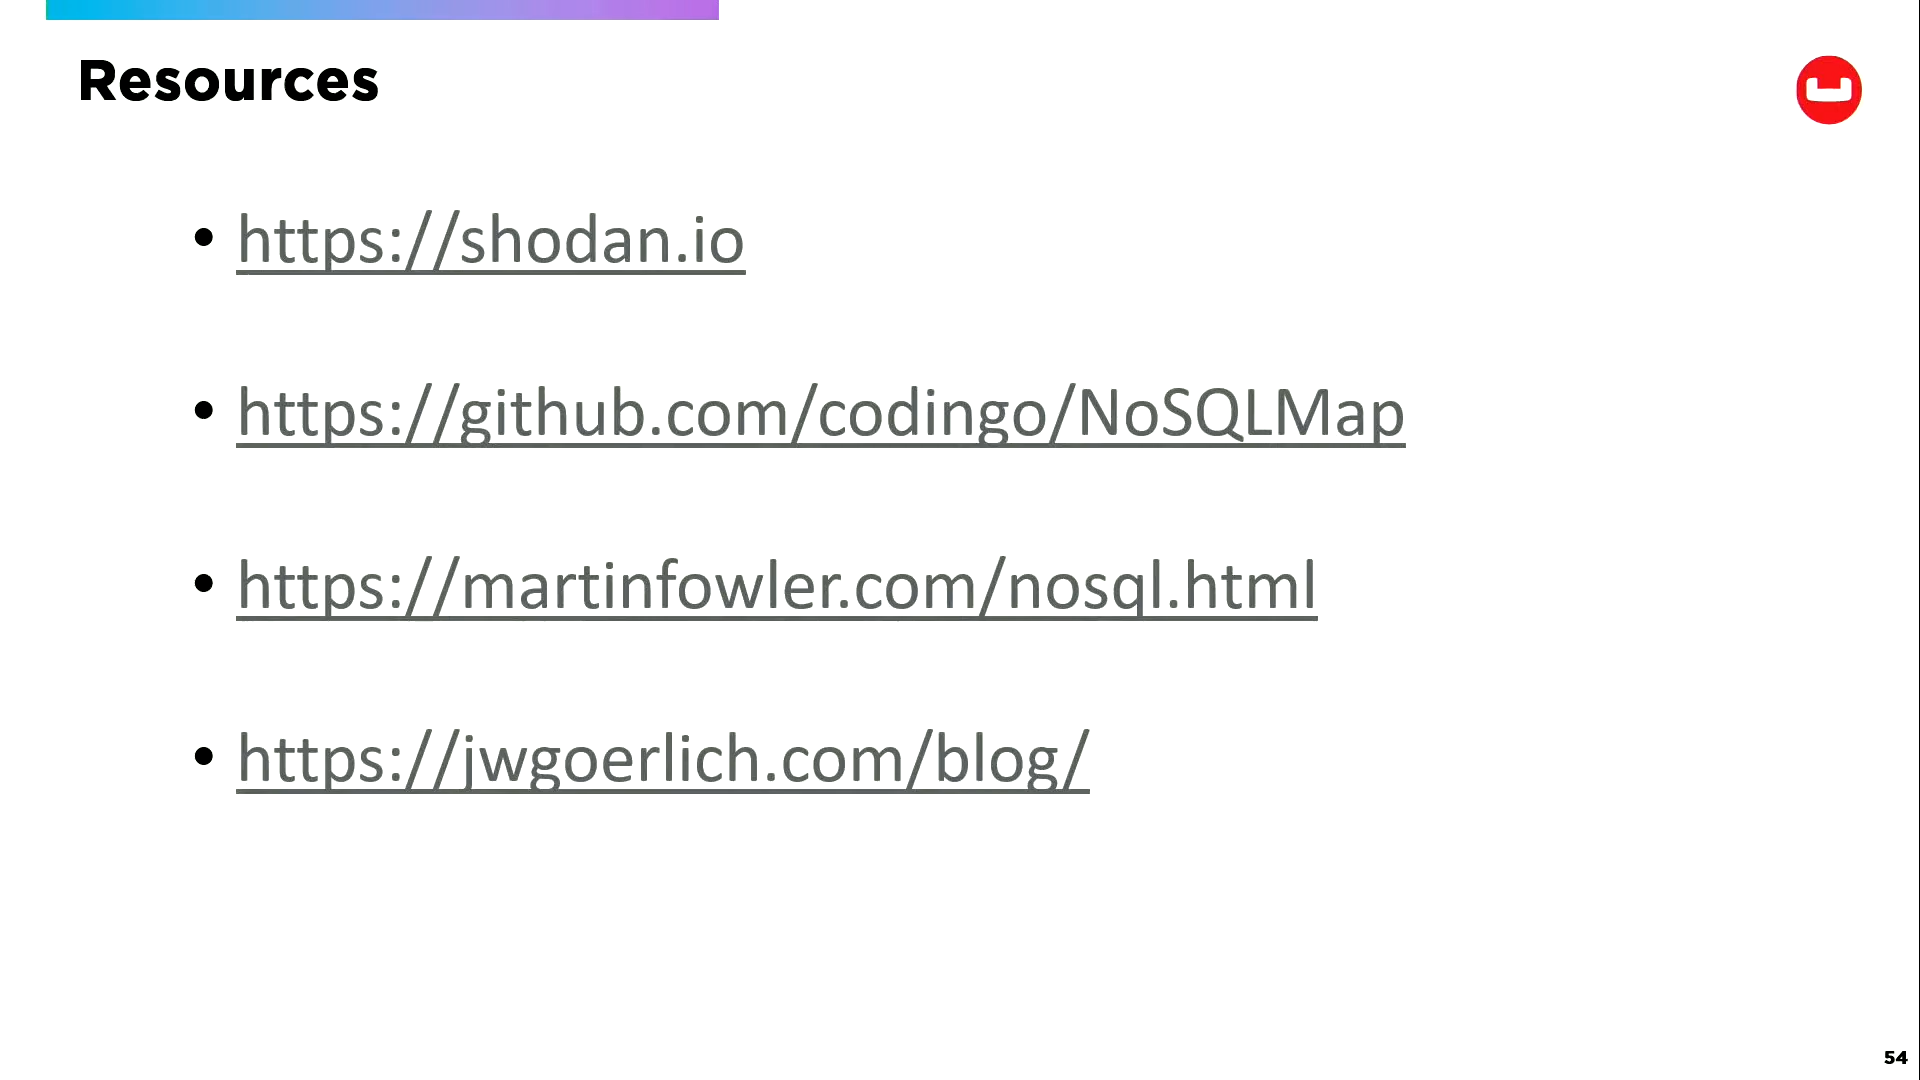 Resources
• https://shodan.io
• https://github.com/codingo/NoSQLMap
• https://martinfowler.com/nosql.html
• https://jwgoerlich.com/blog/
54